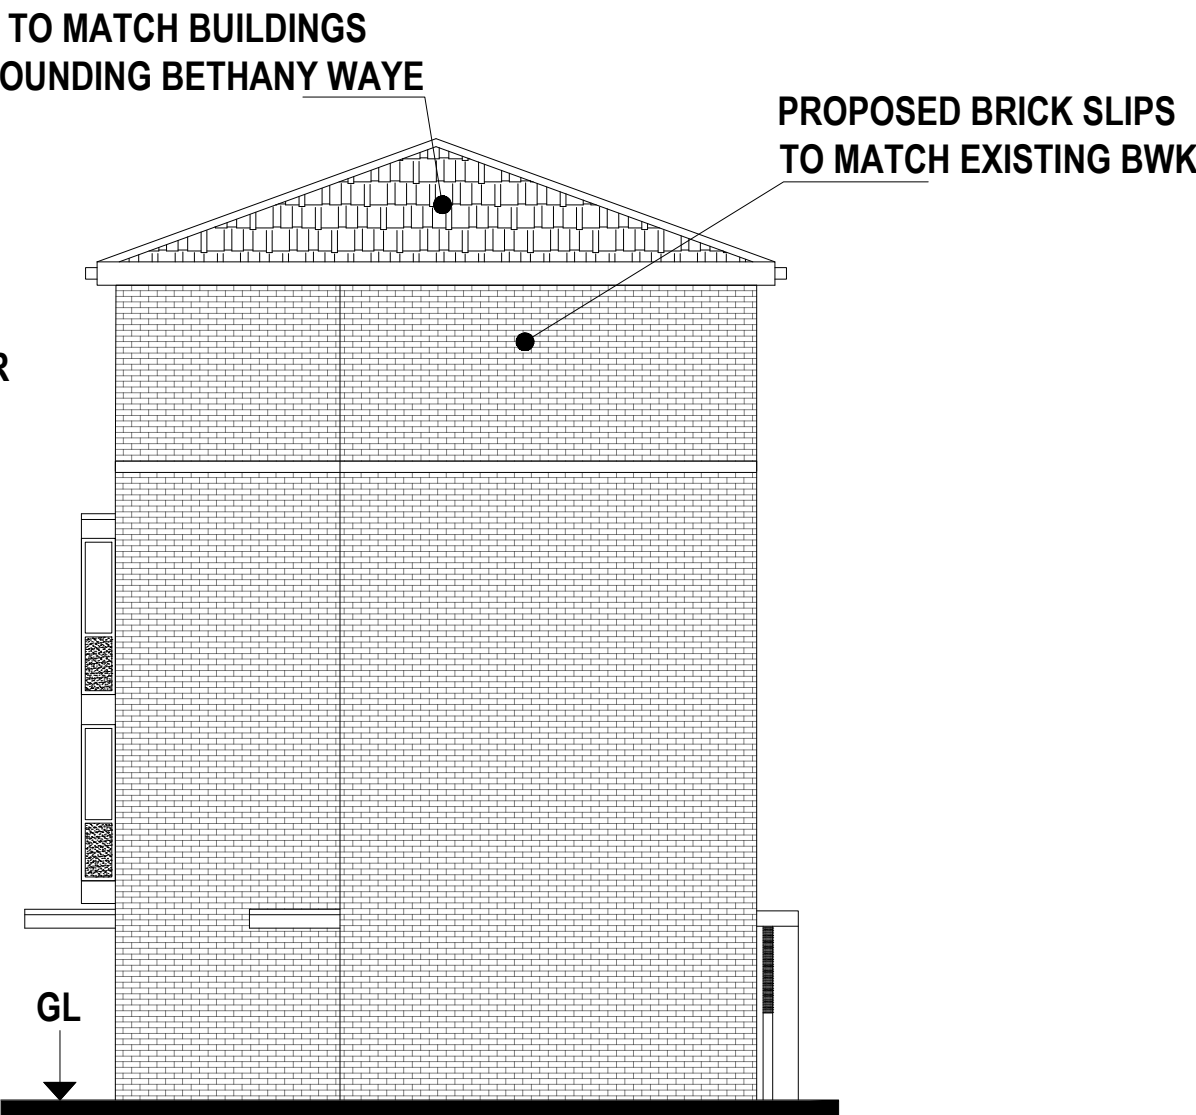 TO MATCH BUILDINGS
OUNDING BETHANY WAYE
PROPOSED BRICK SLIPS
TO MATCH EXISTING BWK
R
GL